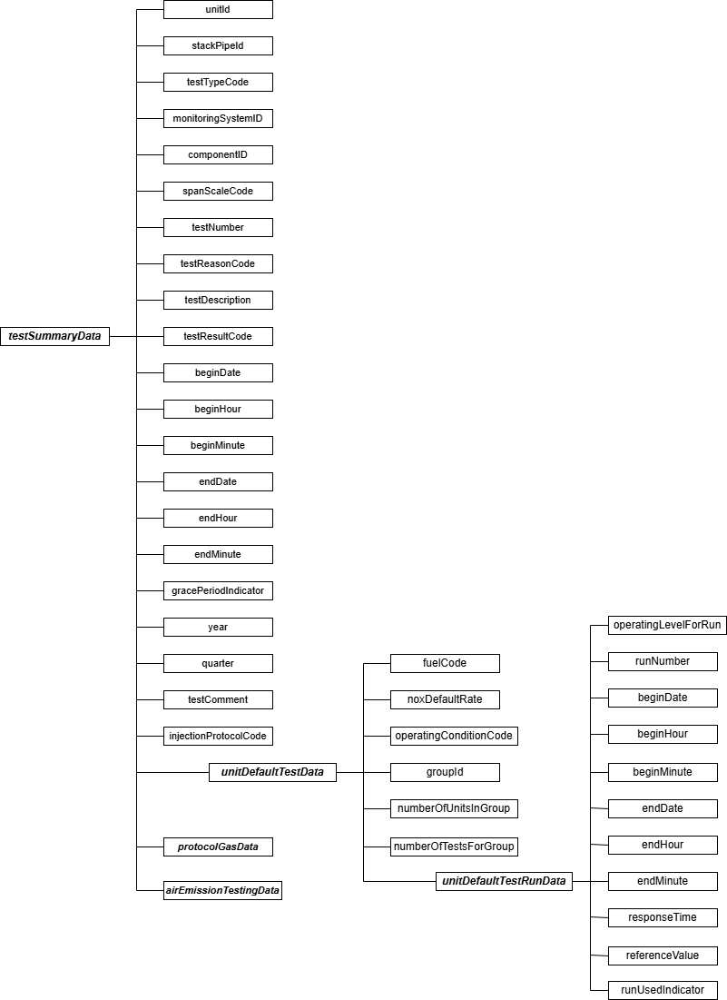 testSummaryData
unitId
stackPipeId
testTypeCode
monitoringSystemID
componentID
spanScaleCode
testNumber
testReasonCode
testDescription
testResultCode
beginDate
beginHour
beginMinute
endDate
endHour
endMinute
gracePeriodIndicator
year
quarter
testComment
injectionProtocolCode
unitDefaultTestData
fuelCode
noxDefaultRate
operatingConditionCode
groupId
numberOfUnitsInGroup
numberOfTestsForGroup
unitDefaultTestRunData
operatingLevelForRun
runNumber
beginDate
beginHour
beginMinute
endDate
endHour
endMinute
responseTime
referenceValue
runUsedIndicator
protocolGasData
airEmissionTestingData